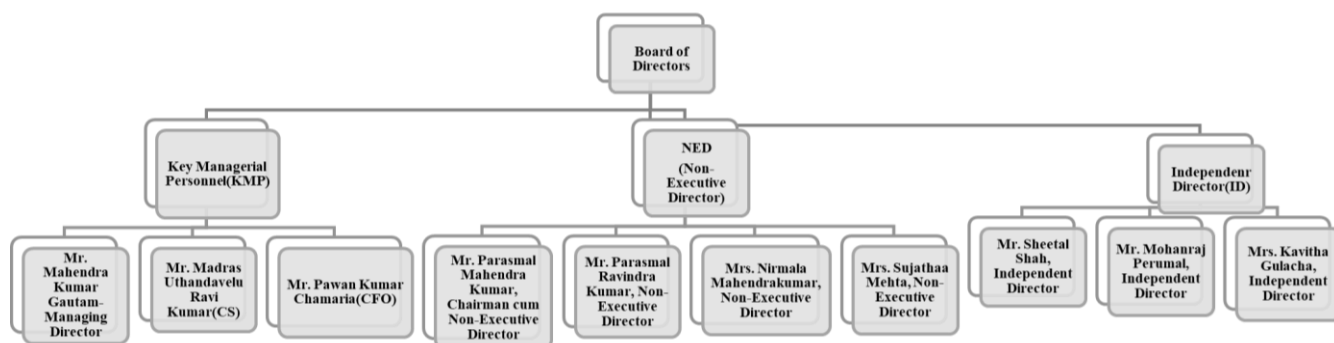 Board of
Directors
Key Managerial
Personnel(KMP)
NED
(Non-
Executive
Director)
Independenr
Director(ID)
Mr.
Mahendra
Kumar
Gautam-
Managing
Director
Mr. Madras
Uthandavelu
Ravi
Kumar(CS)
Mr. Pawan Kumar
Chamaria(CFO)
Mr. Parasmal
Mahendra
Kumar,
Chairman cum
Non-Executive
Director
Mr. Parasmal
Ravindra
Kumar, Non-
Executive
Director
Mrs. Nirmala
Mahendrakumar,
Non-Executive
Director
Mrs. Sujathaa
Mehta, Non-
Executive
Director
Mr. Sheetal
Shah,
Independent
Director
Mr. Mohanraj
Perumal,
Independent
Director
Mrs. Kavitha
Gulacha,
Independent
Director